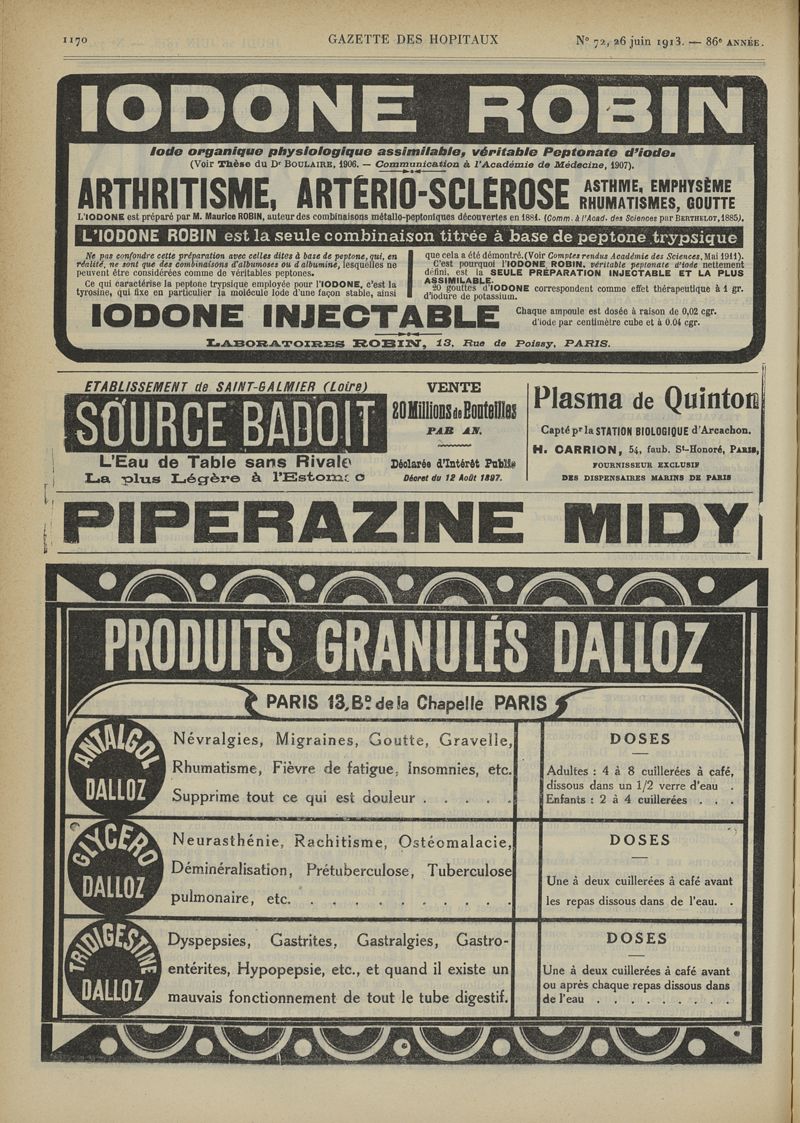 1170
GAZETTE DES HOPITAUX
N° 72, 26 juin 1913. — 86e ANNÉE.
IODONE ROBIN
Iode organique physiologique assimilable, véritable Peptonate d'iode.
(Voir Thèse du Dr BOULAIRE, 1906. — Communication à l'Académie de Médecine, 1907).
ARTHRITISME, ARTÉRIO-SCLÉROSE
ASTHME, EMPHYSÈME
RHUMATISMES, GOUTTE
L'IODONE est préparé par M. Maurice ROBIN, auteur des combinaisons métallo-peptoniques découvertes en 1881. (Comm. à l'Acad. des Sciences par BERTHELOT, 1885).
L'IODONE ROBIN est la seule combinaison titrée à base de peptone trypsique
Ne pas confondre cette préparation avec celles dites à base de peptone, qui, en
réalité, ne sont que des combinaisons d'albumoses ou d'albumine, lesquelles ne
peuvent être considérées comme de véritables peptones.
Ce qui caractérise la peptone trypsique employée pour l'IODONE, c'est la
tyrosine, qui fixe en particulier la molécule Iode d'une façon stable, ainsi
que cela a été démontré. (Voir Comptes rendus Académie des Sciences, Mai 1911).
C'est pourquoi l'IODONE ROBIN, véritable peptonate d'iode nettement
défini, est la SEULE PRÉPARATION INJECTABLE ET LA PLUS
ASSIMILABLE.
20 gouttes d'IODONE correspondent comme effet thérapeutique à 1 gr.
d'iodure de potassium.
IODONE INJECTABLE
Chaque ampoule est dosée à raison de 0,02 cgr.
d'iode par centimètre cube et à 0.04 cgr.
LABORATOIRES ROBIN, 13, Rue de Poissy, PARIS.
ETABLISSEMENT de SAINT-GALMIER (Loire)
SOURCE BADOIT
L'Eau de Table sans Rivale
La plus Légère à l'Estomac
VENTE
20 Millions de Bouteilles
PAR AN.
Déclarée d'Intérêt Public
Décret du 12 Août 1897.
Plasma de Quinton
Capté pr la STATION BIOLOGIQUE d'Arcachon.
H. CARRION, 54, faub. St-Honoré, PARIS,
FOURNISSEUR EXCLUSIF
DES DISPENSAIRES MARINS DE PARIS
PIPERAZINE MIDY
PRODUITS GRANULÉS DALLOZ
PARIS 13, Bd de la Chapelle PARIS
ANTALGOL
DALLOZ
Névralgies, Migraines, Goutte, Gravelle,
Rhumatisme, Fièvre de fatigue, Insomnies, etc.
Supprime tout ce qui est douleur . . . . .
DOSES
Adultes : 4 à 8 cuillerées à café,
dissous dans un 1/2 verre d'eau .
Enfants : 2 à 4 cuillerées . . .
GLYCERO
DALLOZ
Neurasthénie, Rachitisme, Ostéomalacie,
Déminéralisation, Prétuberculose, Tuberculose
pulmonaire, etc. . . . . . . . . . .
DOSES
Une à deux cuillerées à café avant
les repas dissous dans de l'eau. .
TRIDIGESTINE
DALLOZ
Dyspepsies, Gastrites, Gastralgies, Gastro-
entérites, Hypopepsie, etc., et quand il existe un
mauvais fonctionnement de tout le tube digestif.
DOSES
Une à deux cuillerées à café avant
ou après chaque repas dissous dans
de l'eau . . . . . . . . .